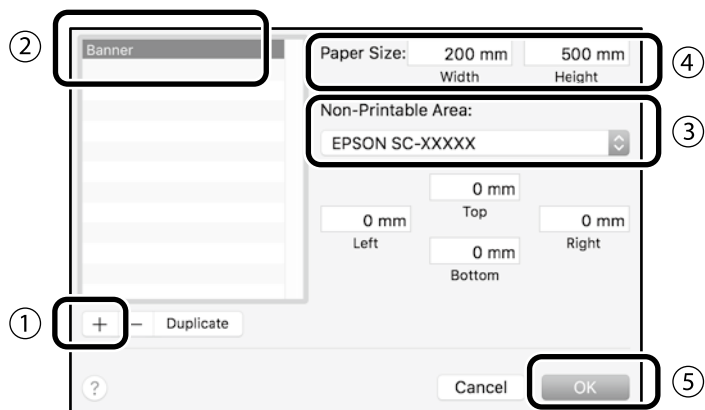 ②
Banner
Paper Size: 200 mm 500 mm
Width Height
④
Non-Printable Area:
EPSON SC-XXXXX
③
0 mm
Top
0 mm 0 mm
Left Right
0 mm
Bottom
①
+ − Duplicate
? Cancel OK
⑤